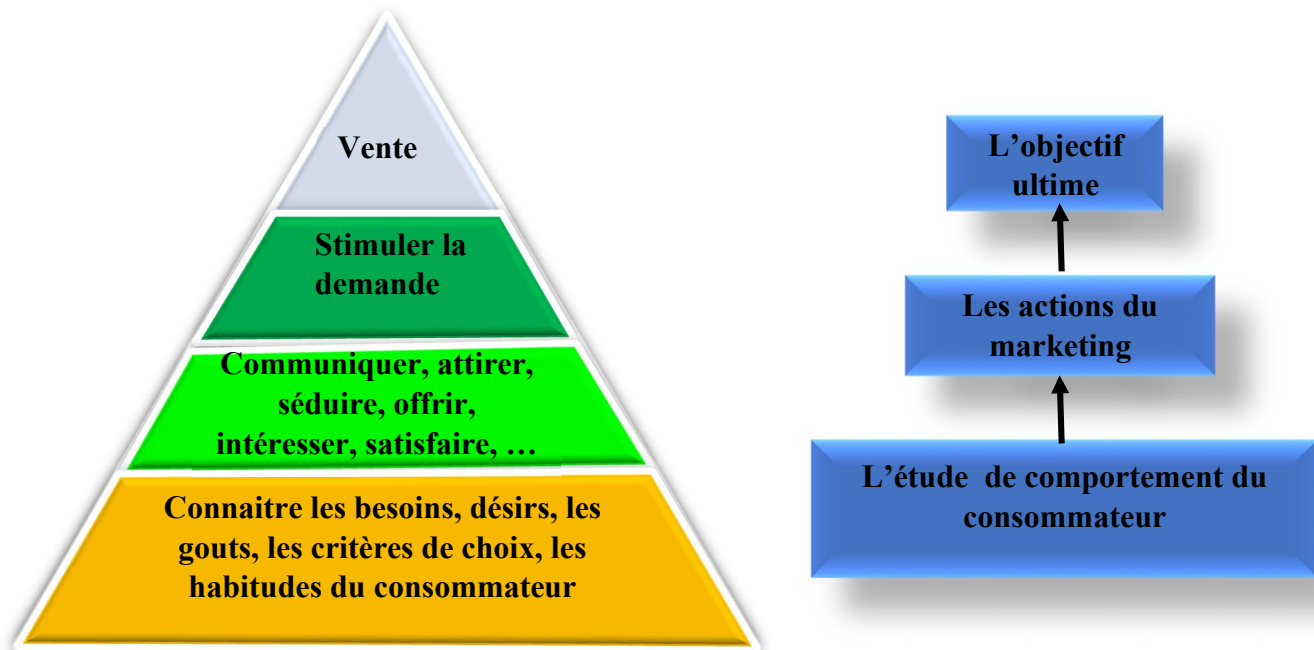 Vente
Stimuler la
demande
Communiquer, attirer,
séduire, offrir,
intéresser, satisfaire, …
Connaitre les besoins, désirs, les
gouts, les critères de choix, les
habitudes du consommateur
L’objectif
ultime
Les actions du
marketing
L’étude  de comportement du
consommateur